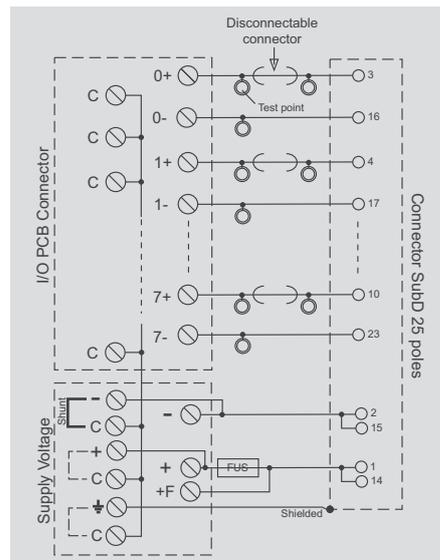 Disconnectable
connector
0+
3
C
Test point
0-
16
C
1+
4
C
1-
17
I/O PCB Connector
Connector SubD 25 poles
7+
10
7-
23
C
Supply Voltage
Shunt
-
-
2
C
15
+
+
FUS
1
C
+F
14
Shielded
C